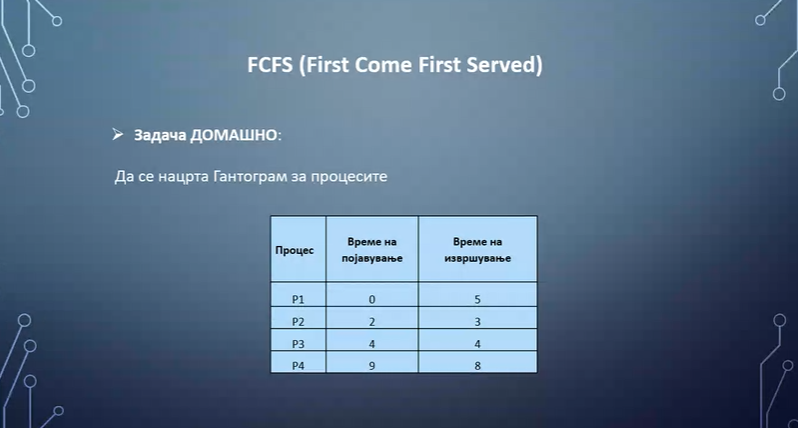 FCFS (First Come First Served)
Задача ДОМАШНО:
Да се нацрта Гантограм за процесите
Процес Време на појавување Време на извршување
P1 0 5
P2 2 3
P3 4 4
P4 9 8